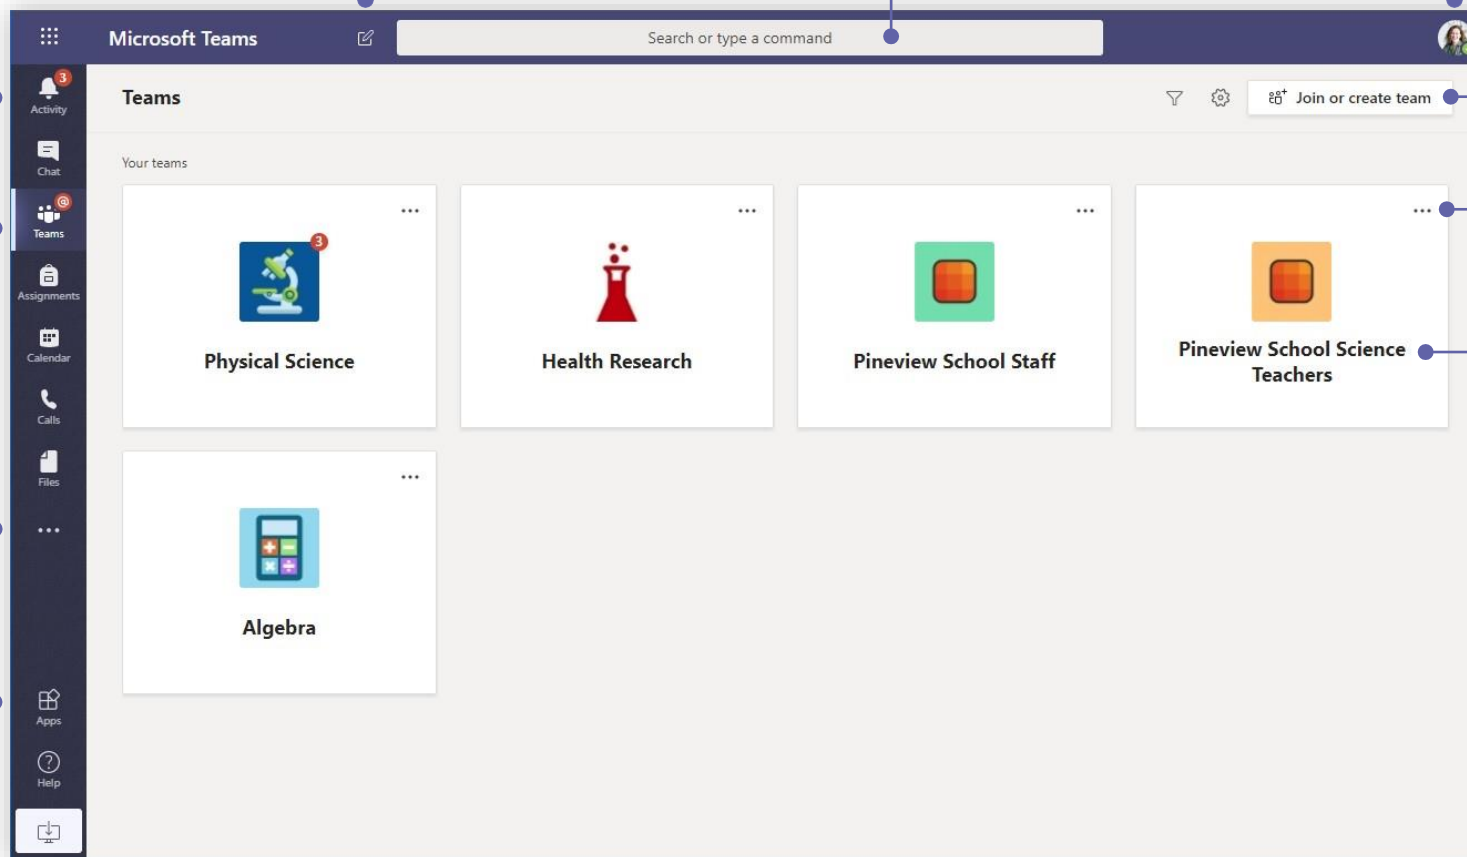 Microsoft Teams
Search or type a command
3
Activity
Chat
@
Teams
Assignments
Calendar
Calls
Files
Apps
Help
Teams
Join or create team
Your teams
3
Physical Science
Health Research
Pineview School Staff
Pineview School Science
Teachers
Algebra